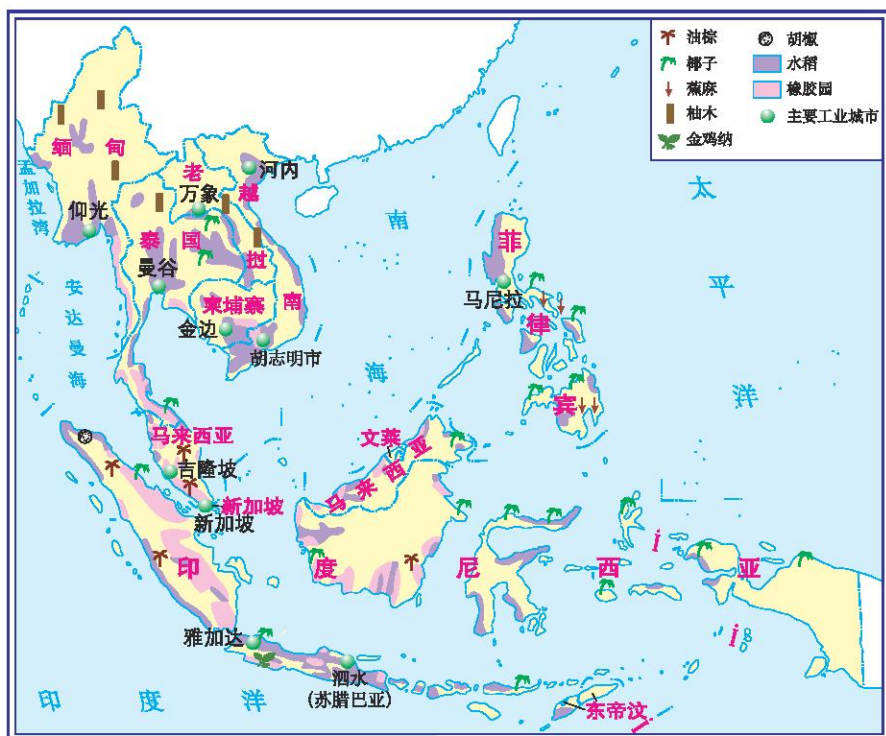 油棕
胡椒
椰子
水稻
蕉麻
橡胶园
柚木
主要工业城市
金鸡纳
缅甸
孟加拉湾
老
河内
越
万象
仰光
泰国
挝
曼谷
柬埔寨
南
金边
胡志明市
安达曼海
南
海
太
平
洋
菲
马尼拉
律
宾
马来西亚
吉隆坡
新加坡
新加坡
文莱
马来西亚
印
度
尼
西
亚
雅加达
泗水
(苏腊巴亚)
东帝汶
印度洋